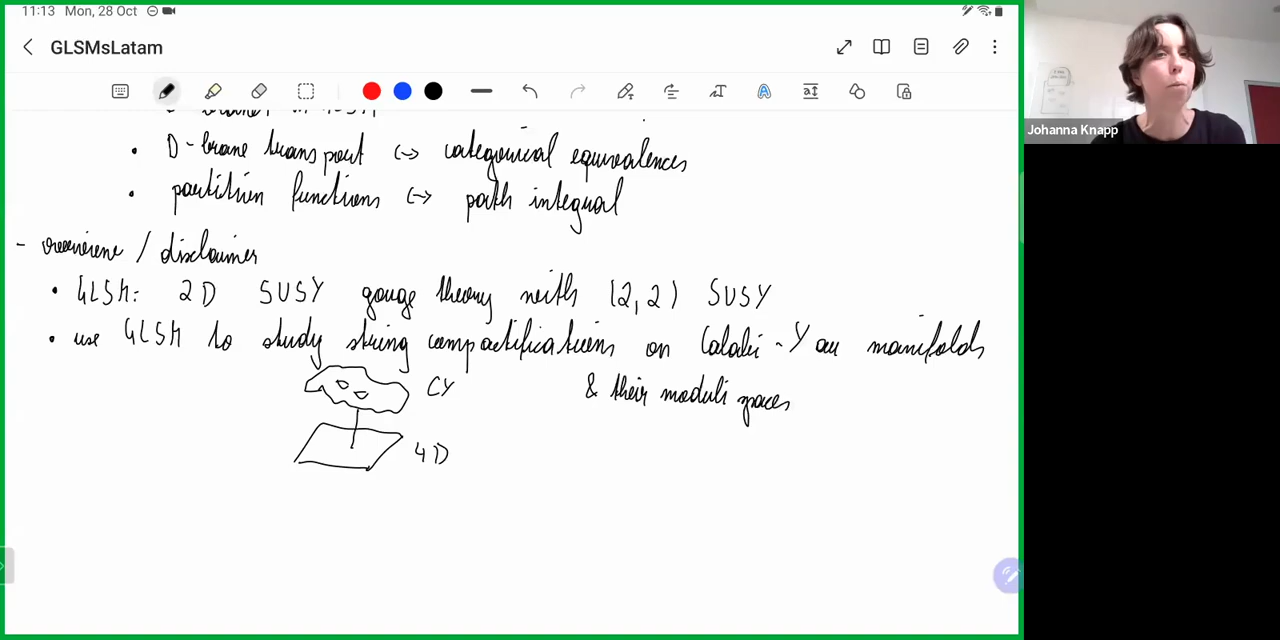 11:13 Mon, 28 Oct
GLSMsLatam
Johanna Knapp
• D-brane transport ↔ categorical equivalences
• partition functions ↔ path integral
- / disclaimer
• GLSM: 2D SUSY gauge theory with (2,2) SUSY
• use GLSM to study string compactifications on Calabi-Yau manifolds
CY & their moduli spaces
4D